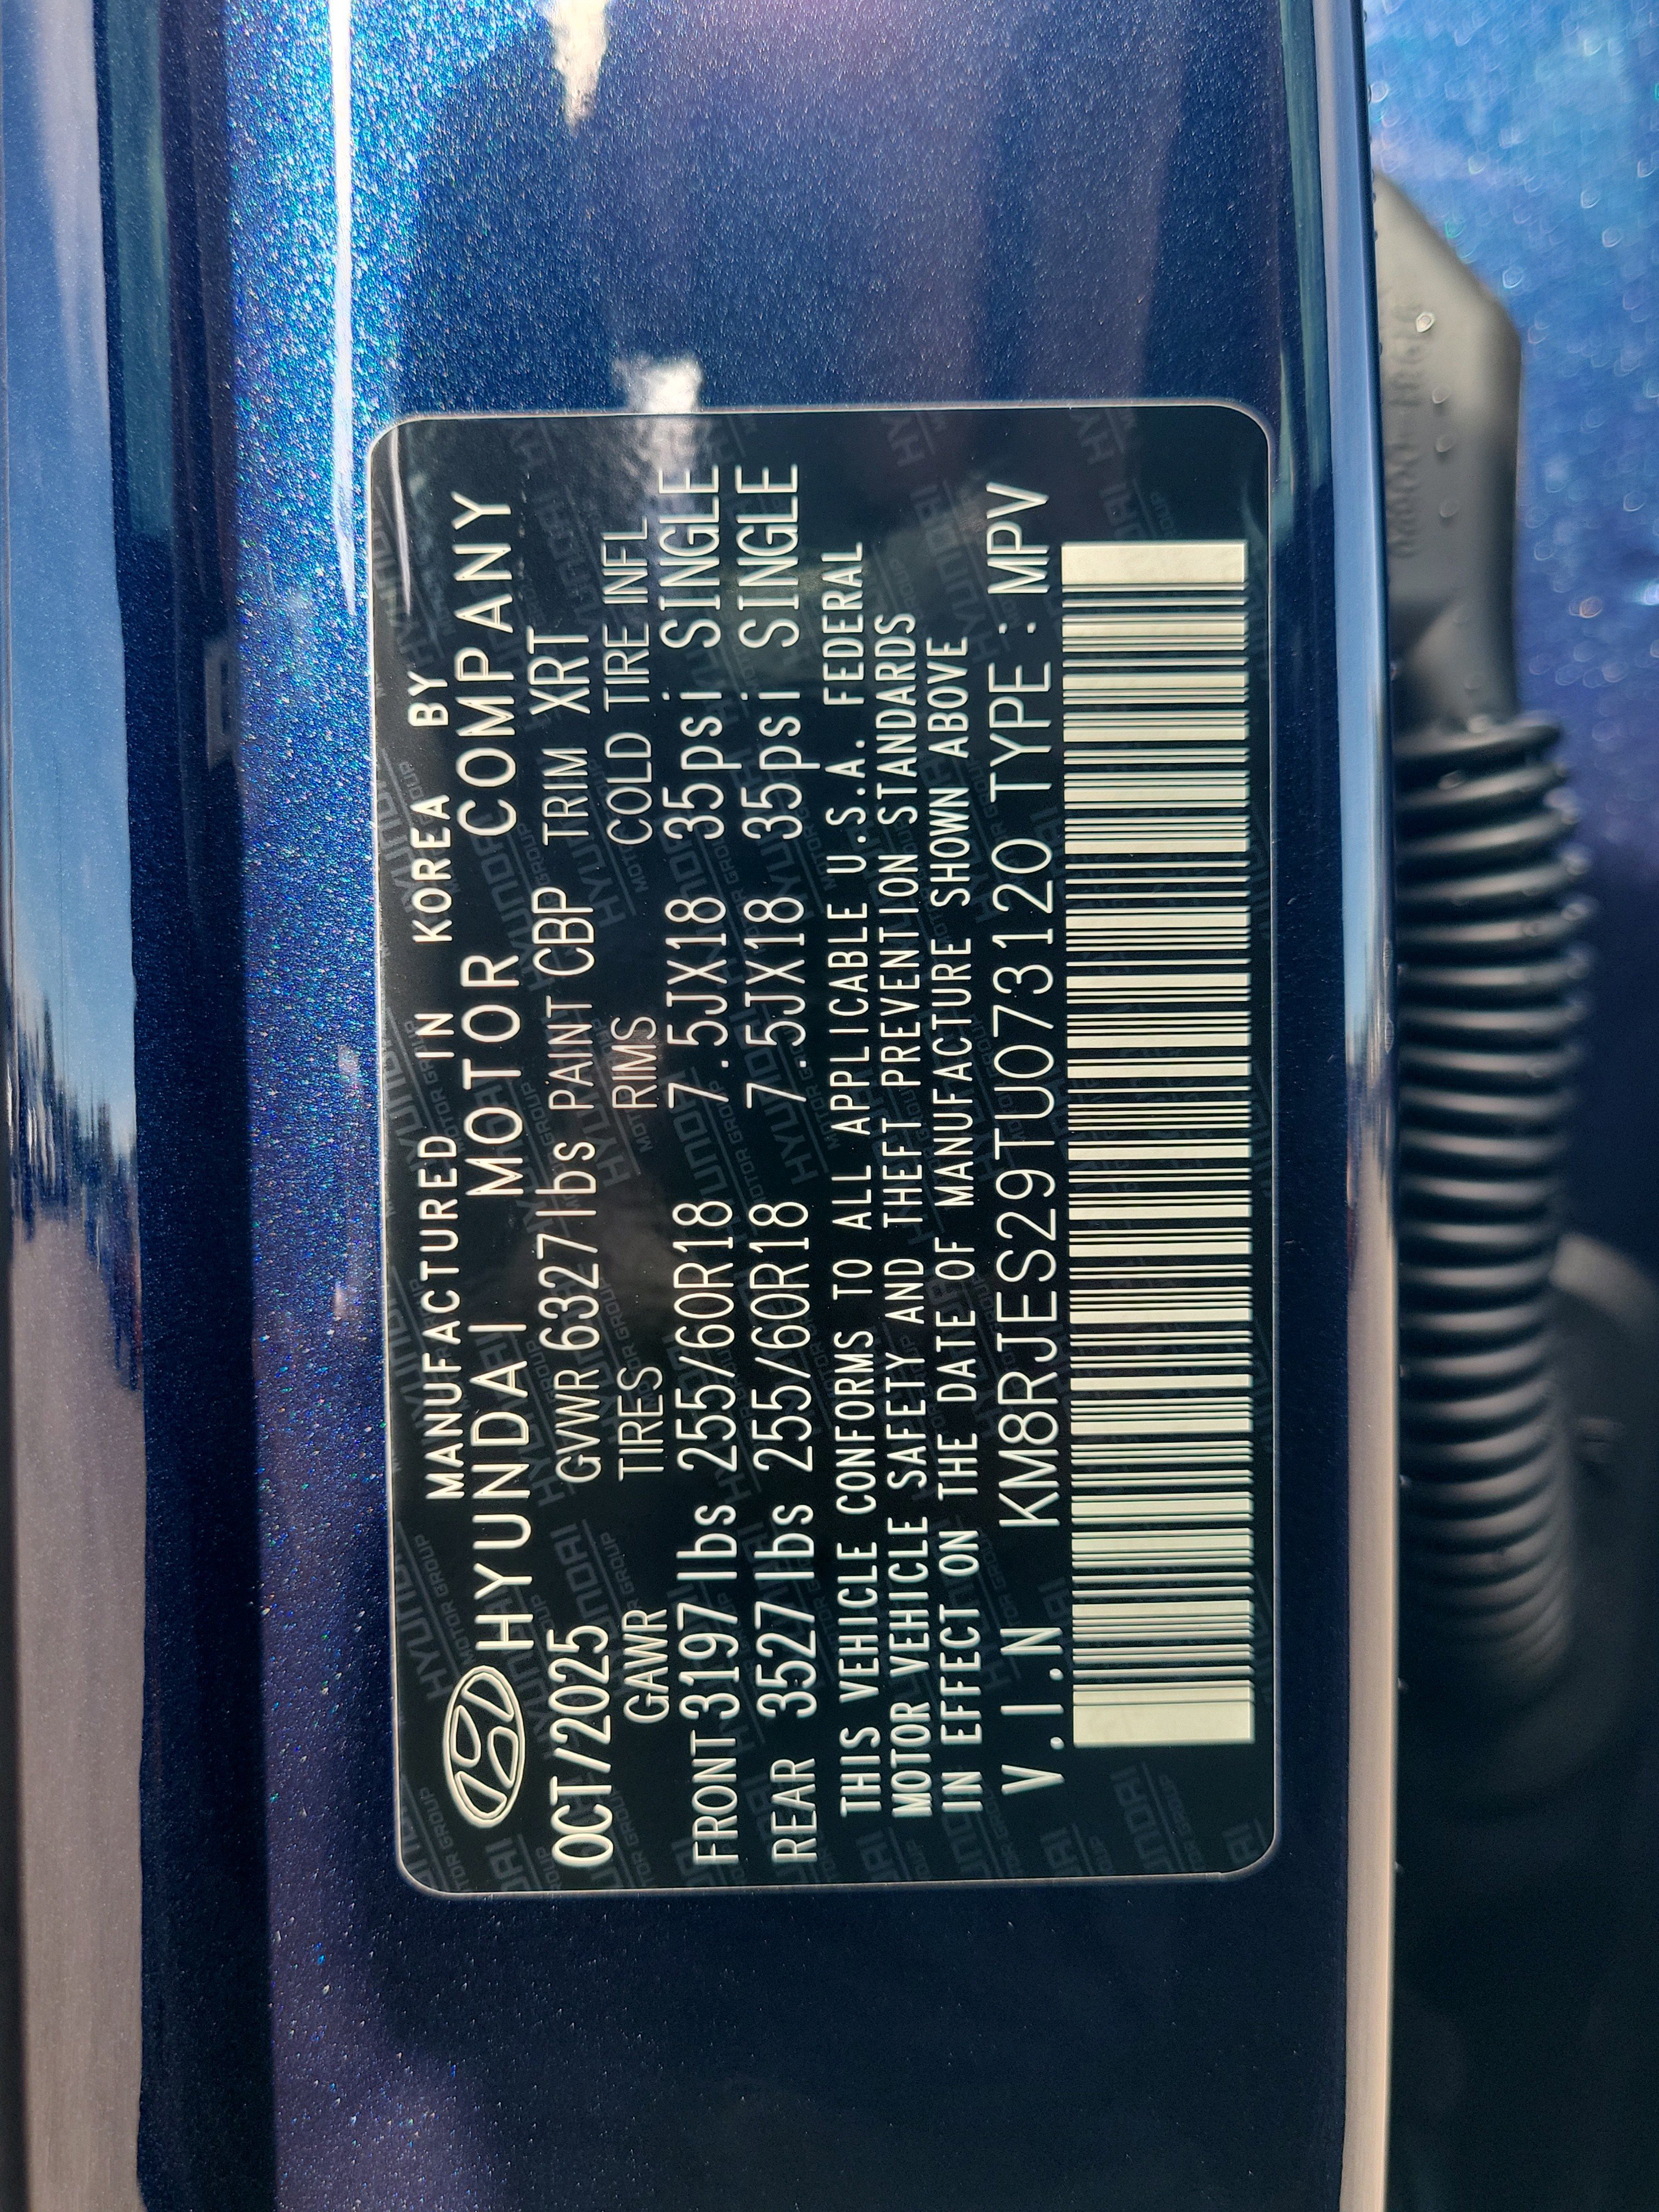 MANUFACTURED IN KOREA BY
HYUNDAI MOTOR COMPANY
OCT/2025 GVWR 6327lbs PAINT CBP TRIM XRT
GAWR TIRES RIMS COLD TIRE INFL
FRONT 3197lbs 255/60R18 7.5JX18 35psi SINGLE
REAR 3527lbs 255/60R18 7.5JX18 35psi SINGLE
THIS VEHICLE CONFORMS TO ALL APPLICABLE U.S.A. FEDERAL
MOTOR VEHICLE SAFETY AND THEFT PREVENTION STANDARDS
IN EFFECT ON THE DATE OF MANUFACTURE SHOWN ABOVE
V.I.N KM8RJES29TU073120 TYPE: MPV
HYUNDAI
MOTOR GROUP